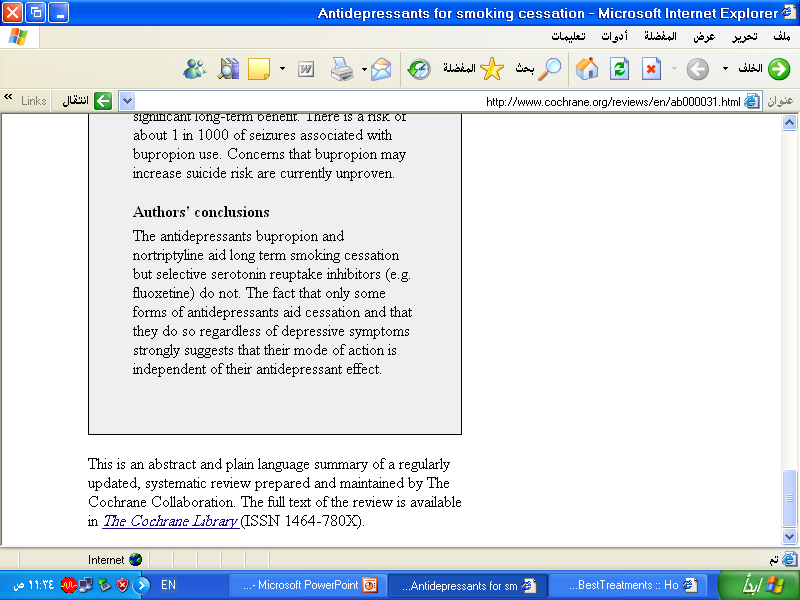 Antidepressants for smoking cessation - Microsoft Internet Explorer
ملف تحرير عرض المفضلة أدوات تعليمات
الخلف بحث المفضلة
عنوان http://www.cochrane.org/reviews/en/ab000031.html انتقال Links »
significant long-term benefit. There is a risk of
about 1 in 1000 of seizures associated with
bupropion use. Concerns that bupropion may
increase suicide risk are currently unproven.
Authors' conclusions
The antidepressants bupropion and
nortriptyline aid long term smoking cessation
but selective serotonin reuptake inhibitors (e.g.
fluoxetine) do not. The fact that only some
forms of antidepressants aid cessation and that
they do so regardless of depressive symptoms
strongly suggests that their mode of action is
independent of their antidepressant effect.
This is an abstract and plain language summary of a regularly
updated, systematic review prepared and maintained by The
Cochrane Collaboration. The full text of the review is available
in The Cochrane Library (ISSN 1464-780X).
تم Internet
ابدأ ...BestTreatments :: Ho ...Antidepressants for sm ...- Microsoft PowerPoint EN ١١:٣٤ ص